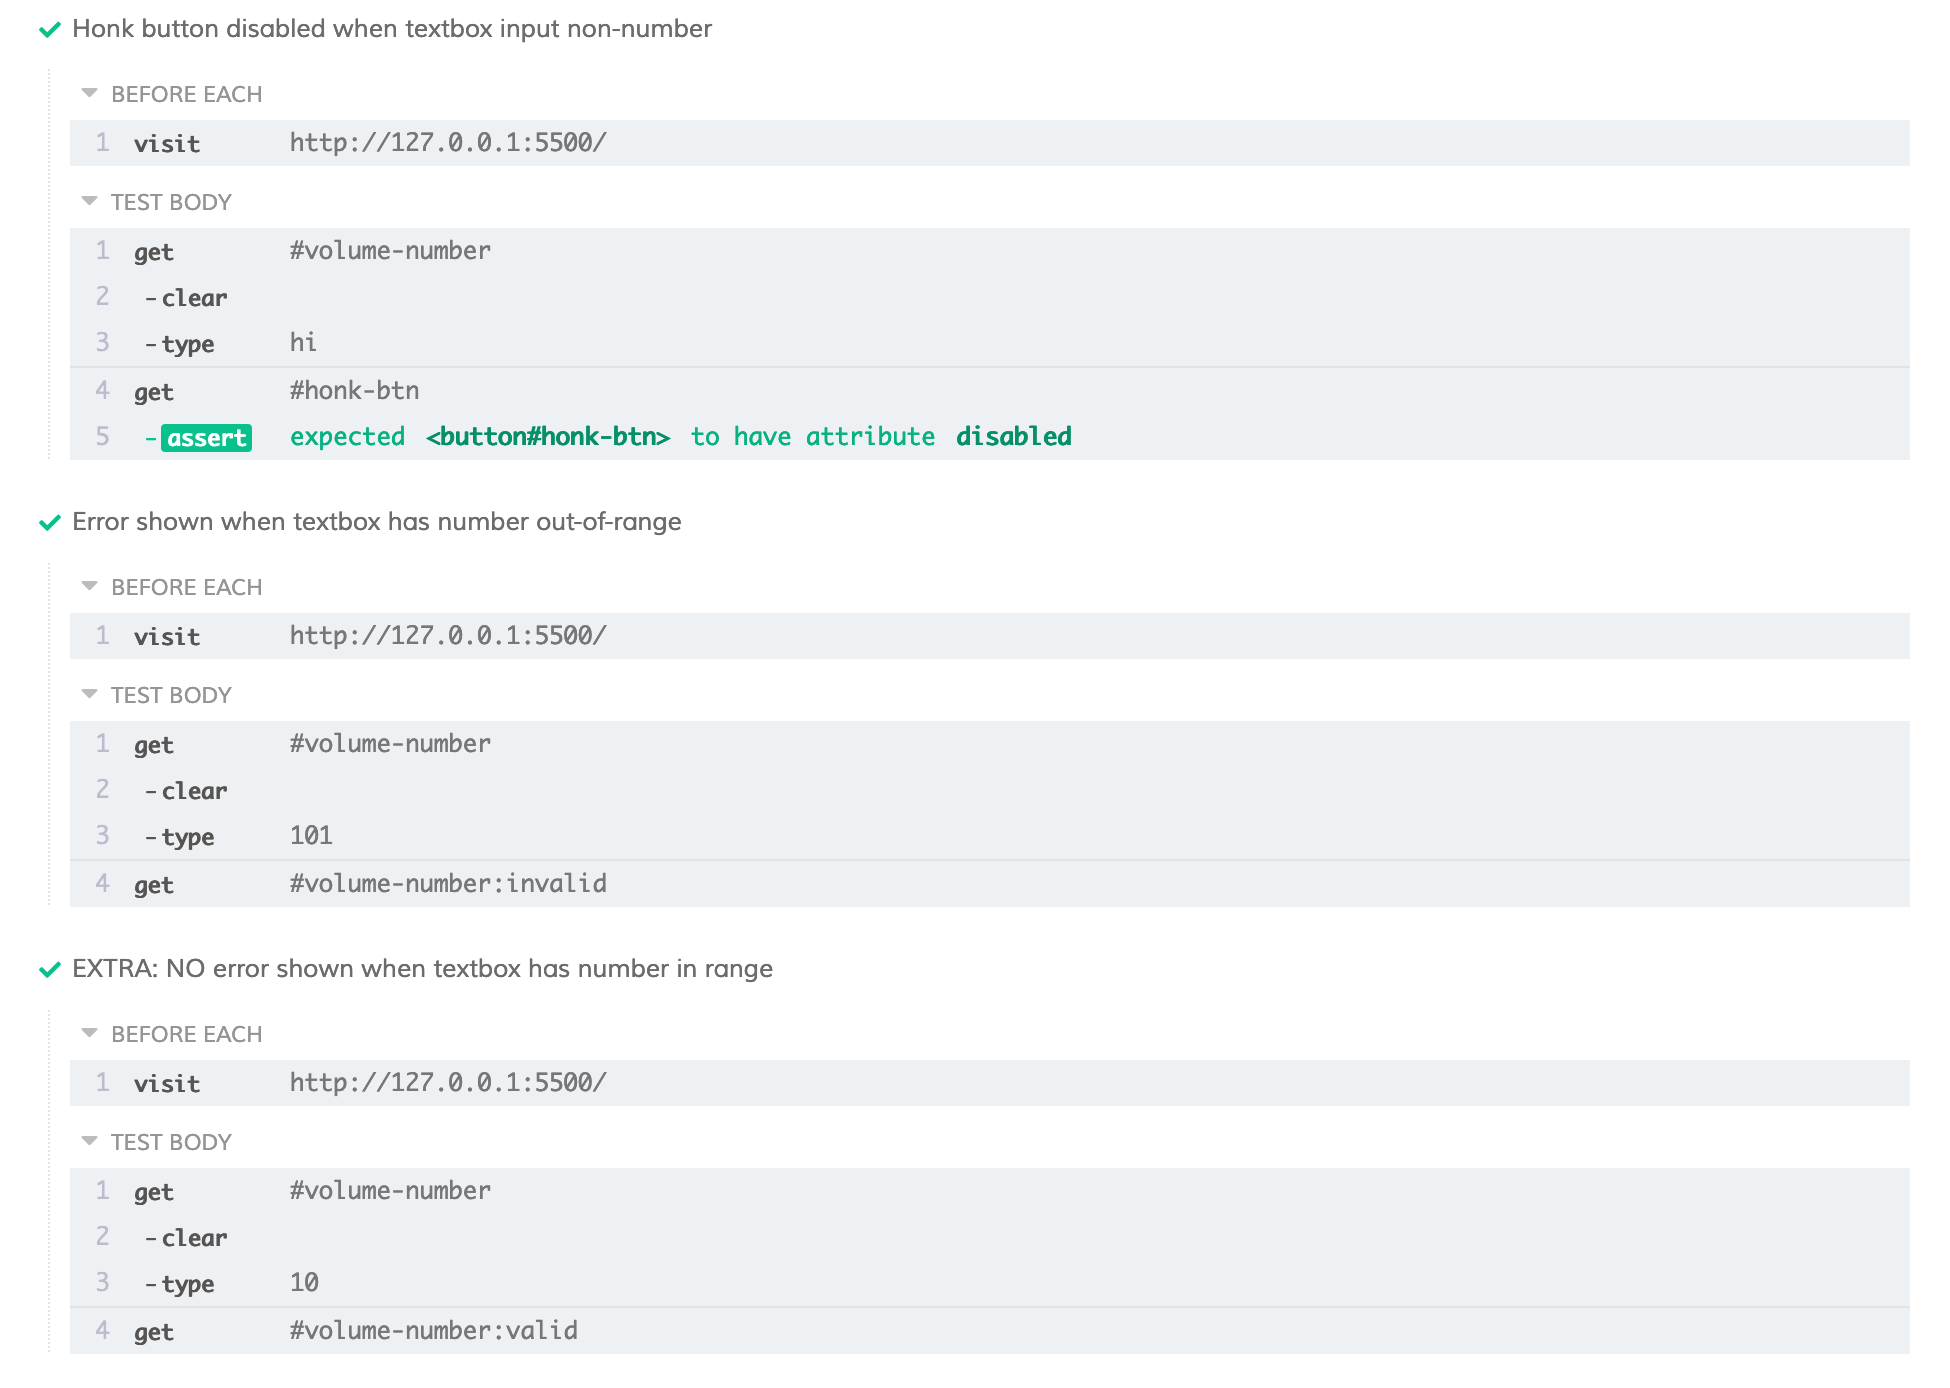 Honk button disabled when textbox input non-number
BEFORE EACH
1 visit http://127.0.0.1:5500/
TEST BODY
1 get #volume-number
2 -clear
3 -type hi
4 get #honk-btn
5 -assert expected <button#honk-btn> to have attribute disabled
Error shown when textbox has number out-of-range
BEFORE EACH
1 visit http://127.0.0.1:5500/
TEST BODY
1 get #volume-number
2 -clear
3 -type 101
4 get #volume-number:invalid
EXTRA: NO error shown when textbox has number in range
BEFORE EACH
1 visit http://127.0.0.1:5500/
TEST BODY
1 get #volume-number
2 -clear
3 -type 10
4 get #volume-number:valid